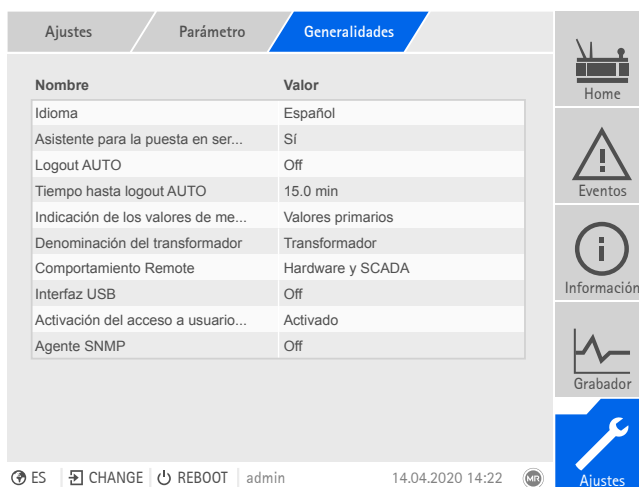 Ajustes Parámetro Generalidades
Nombre Valor
Idioma Español
Asistente para la puesta en ser... Sí
Logout AUTO Off
Tiempo hasta logout AUTO 15.0 min
Indicación de los valores de me... Valores primarios
Denominación del transformador Transformador
Comportamiento Remote Hardware y SCADA
Interfaz USB Off
Activación del acceso a usuario... Activado
Agente SNMP Off
Home
Eventos
Información
Grabador
Ajustes
ES CHANGE REBOOT admin 14.04.2020 14:22 MR